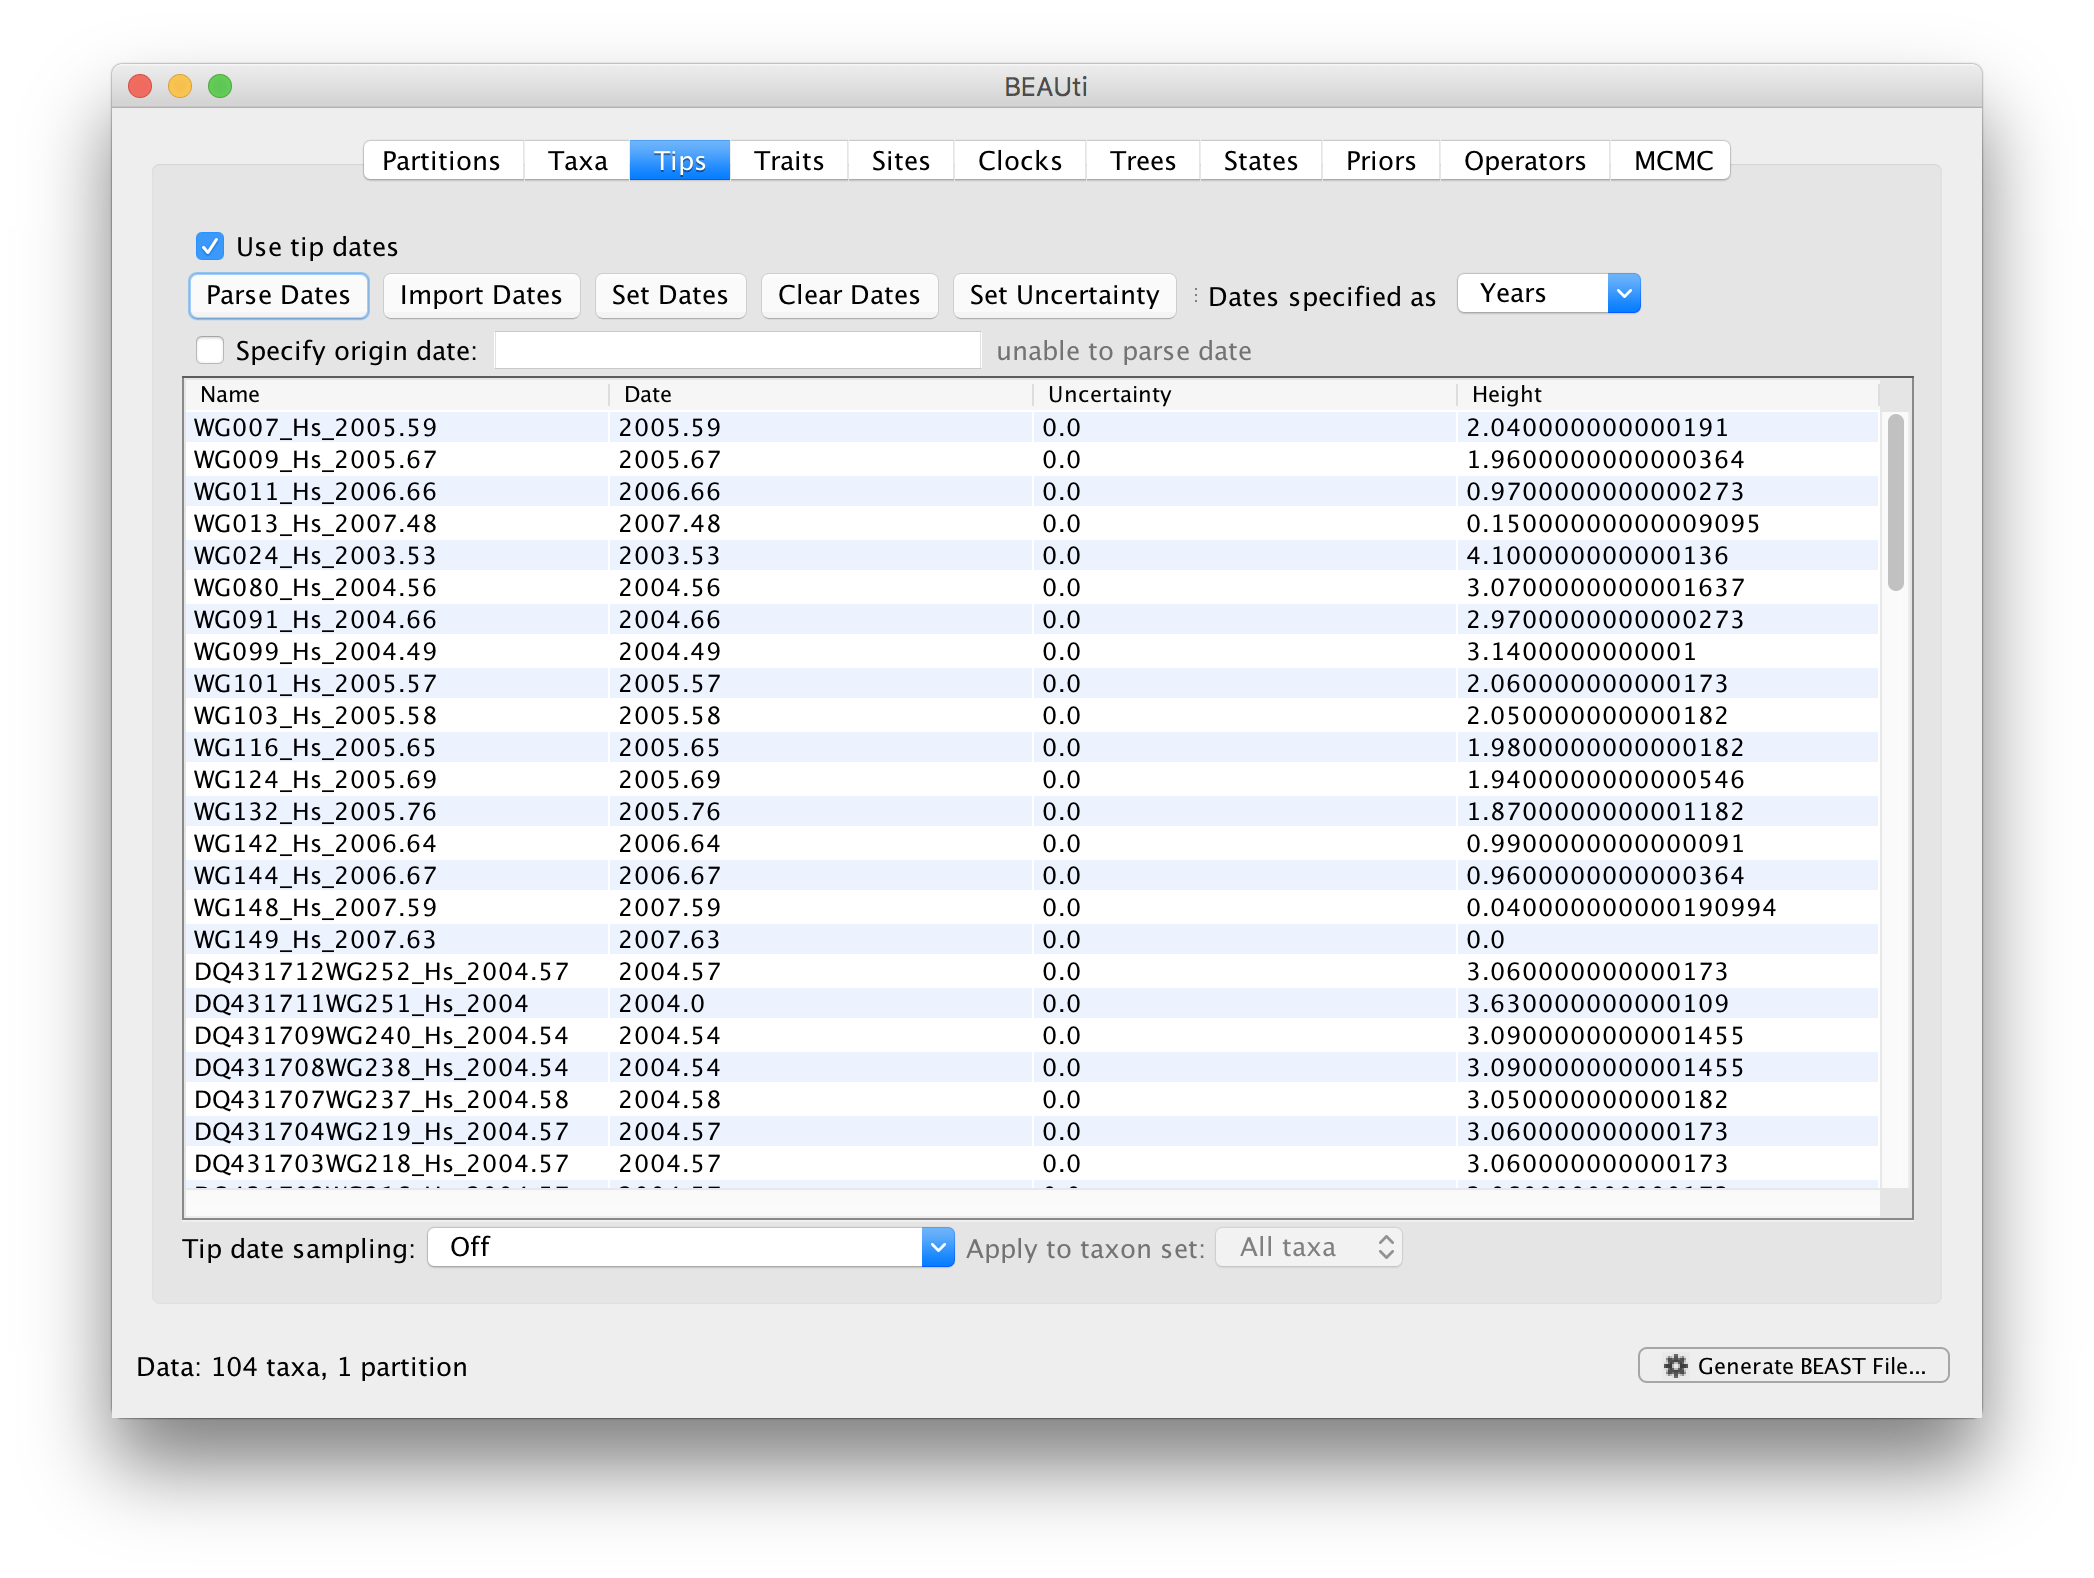 BEAUti
Partitions Taxa Tips Traits Sites Clocks Trees States Priors Operators MCMC
Use tip dates
Parse Dates Import Dates Set Dates Clear Dates Set Uncertainty Dates specified as Years
Specify origin date: unable to parse date
Name Date Uncertainty Height
WG007_Hs_2005.59 2005.59 0.0 2.040000000000191
WG009_Hs_2005.67 2005.67 0.0 1.9600000000000364
WG011_Hs_2006.66 2006.66 0.0 0.9700000000000273
WG013_Hs_2007.48 2007.48 0.0 0.15000000000009095
WG024_Hs_2003.53 2003.53 0.0 4.100000000000136
WG080_Hs_2004.56 2004.56 0.0 3.0700000000001637
WG091_Hs_2004.66 2004.66 0.0 2.9700000000000273
WG099_Hs_2004.49 2004.49 0.0 3.1400000000001
WG101_Hs_2005.57 2005.57 0.0 2.060000000000173
WG103_Hs_2005.58 2005.58 0.0 2.050000000000182
WG116_Hs_2005.65 2005.65 0.0 1.9800000000000182
WG124_Hs_2005.69 2005.69 0.0 1.9400000000000546
WG132_Hs_2005.76 2005.76 0.0 1.8700000000001182
WG142_Hs_2006.64 2006.64 0.0 0.9900000000000091
WG144_Hs_2006.67 2006.67 0.0 0.9600000000000364
WG148_Hs_2007.59 2007.59 0.0 0.040000000000190994
WG149_Hs_2007.63 2007.63 0.0 0.0
DQ431712WG252_Hs_2004.57 2004.57 0.0 3.060000000000173
DQ431711WG251_Hs_2004 2004.0 0.0 3.630000000000109
DQ431709WG240_Hs_2004.54 2004.54 0.0 3.0900000000001455
DQ431708WG238_Hs_2004.54 2004.54 0.0 3.0900000000001455
DQ431707WG237_Hs_2004.58 2004.58 0.0 3.050000000000182
DQ431704WG219_Hs_2004.57 2004.57 0.0 3.060000000000173
DQ431703WG218_Hs_2004.57 2004.57 0.0 3.060000000000173
Tip date sampling: Off Apply to taxon set: All taxa
Data: 104 taxa, 1 partition
Generate BEAST File...